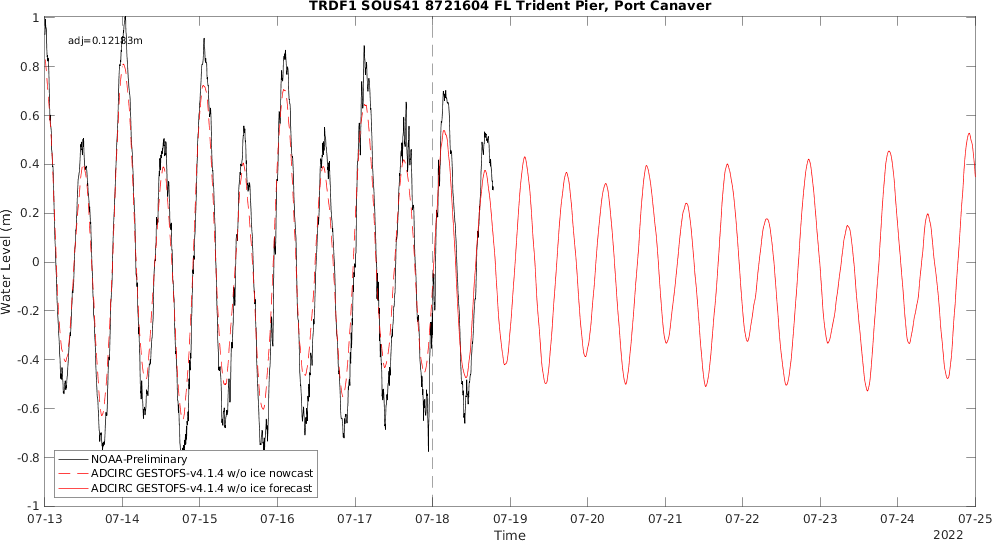 TRDF1 SOUS41 8721604 FL Trident Pier, Port Canaver
adj=0.12183m
1
0.8
0.6
0.4
0.2
0
-0.2
-0.4
-0.6
-0.8
-1
Water Level (m)
NOAA-Preliminary
ADCIRC GESTOFS-v4.1.4 w/o ice nowcast
ADCIRC GESTOFS-v4.1.4 w/o ice forecast
07-13 07-14 07-15 07-16 07-17 07-18 07-19 07-20 07-21 07-22 07-23 07-24 07-25
Time
2022